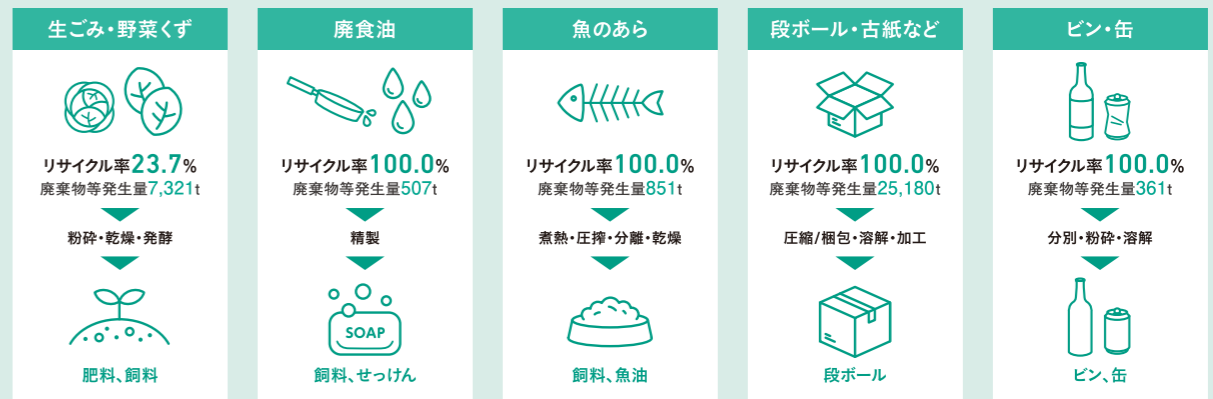 生ごみ・野菜くず
リサイクル率23.7%
廃棄物等発生量7,321t
粉砕・乾燥・発酵
肥料、飼料
廃食油
リサイクル率100.0%
廃棄物等発生量507t
精製
SOAP
飼料、せっけん
魚のあら
リサイクル率100.0%
廃棄物等発生量851t
煮熱・圧搾・分離・乾燥
飼料、魚油
段ボール・古紙など
リサイクル率100.0%
廃棄物等発生量25,180t
圧縮/梱包・溶解・加工
段ボール
ビン・缶
リサイクル率100.0%
廃棄物等発生量361t
分別・粉砕・溶解
ビン、缶